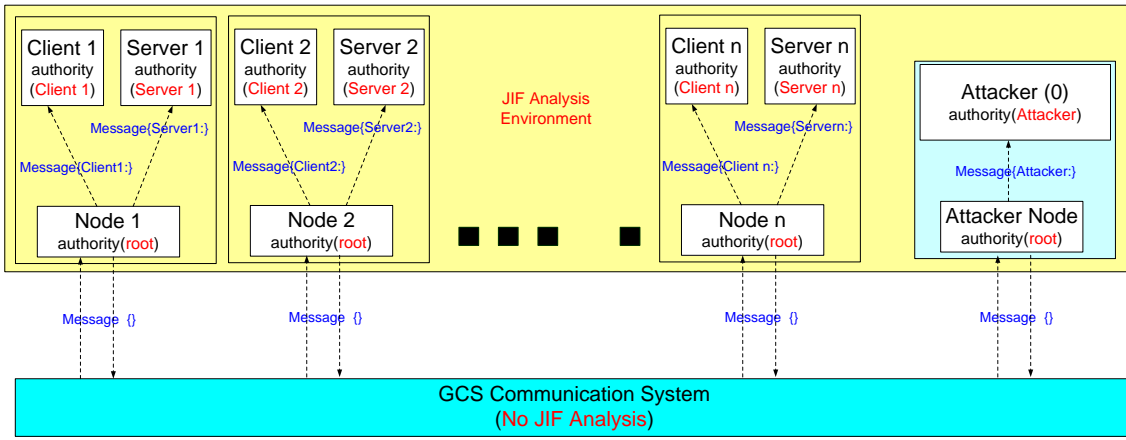 Client 1
authority
(Client 1)
Server 1
authority
(Server 1)
Message{Server1:}
Message{Client1:}
Node 1
authority(root)
Client 2
authority
(Client 2)
Server 2
authority
(Server 2)
Message{Server2:}
Message{Client2:}
Node 2
authority(root)
JIF Analysis
Environment
Client n
authority
(Client n)
Server n
authority
(Server n)
Message{Servern:}
Message{Client n:}
Node n
authority(root)
Attacker (0)
authority(Attacker)
Message{Attacker:}
Attacker Node
authority(root)
Message {}
Message {}
Message {}
Message {}
GCS Communication System
(No JIF Analysis)